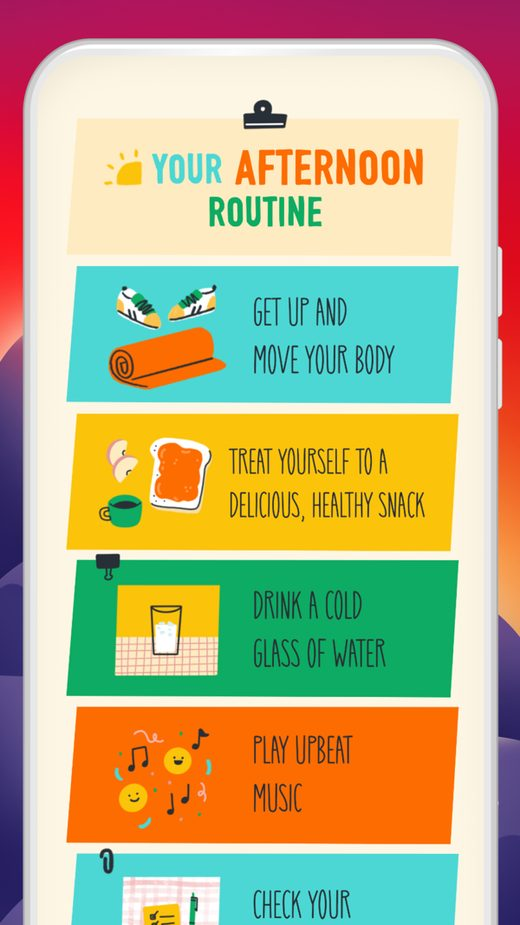 YOUR AFTERNOON
ROUTINE
GET UP AND
MOVE YOUR BODY
TREAT YOURSELF TO A
DELICIOUS, HEALTHY SNACK
DRINK A COLD
GLASS OF WATER
PLAY UPBEAT
MUSIC
CHECK YOUR